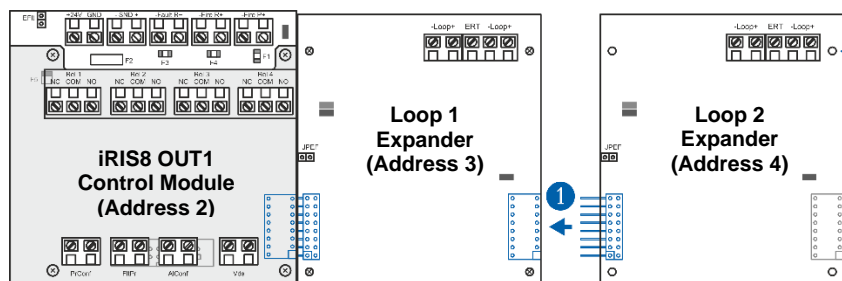 EFIL +24V GND - SND + -Fault R+ -Fire R+ -Fire P+
-Loop+ ERT -Loop+
-Loop+ ERT -Loop+
F2 F3 F4 F1
Rel.1 Rel.2 Rel.3 Rel.4
NC COM NO NC COM NO NC COM NO NC COM NO
iRIS8 OUT1
Control Module
(Address 2)
PrConf FltPr AlConf
JPEF
Loop 1
Expander
(Address 3)
1
JPEF
Loop 2
Expander
(Address 4)